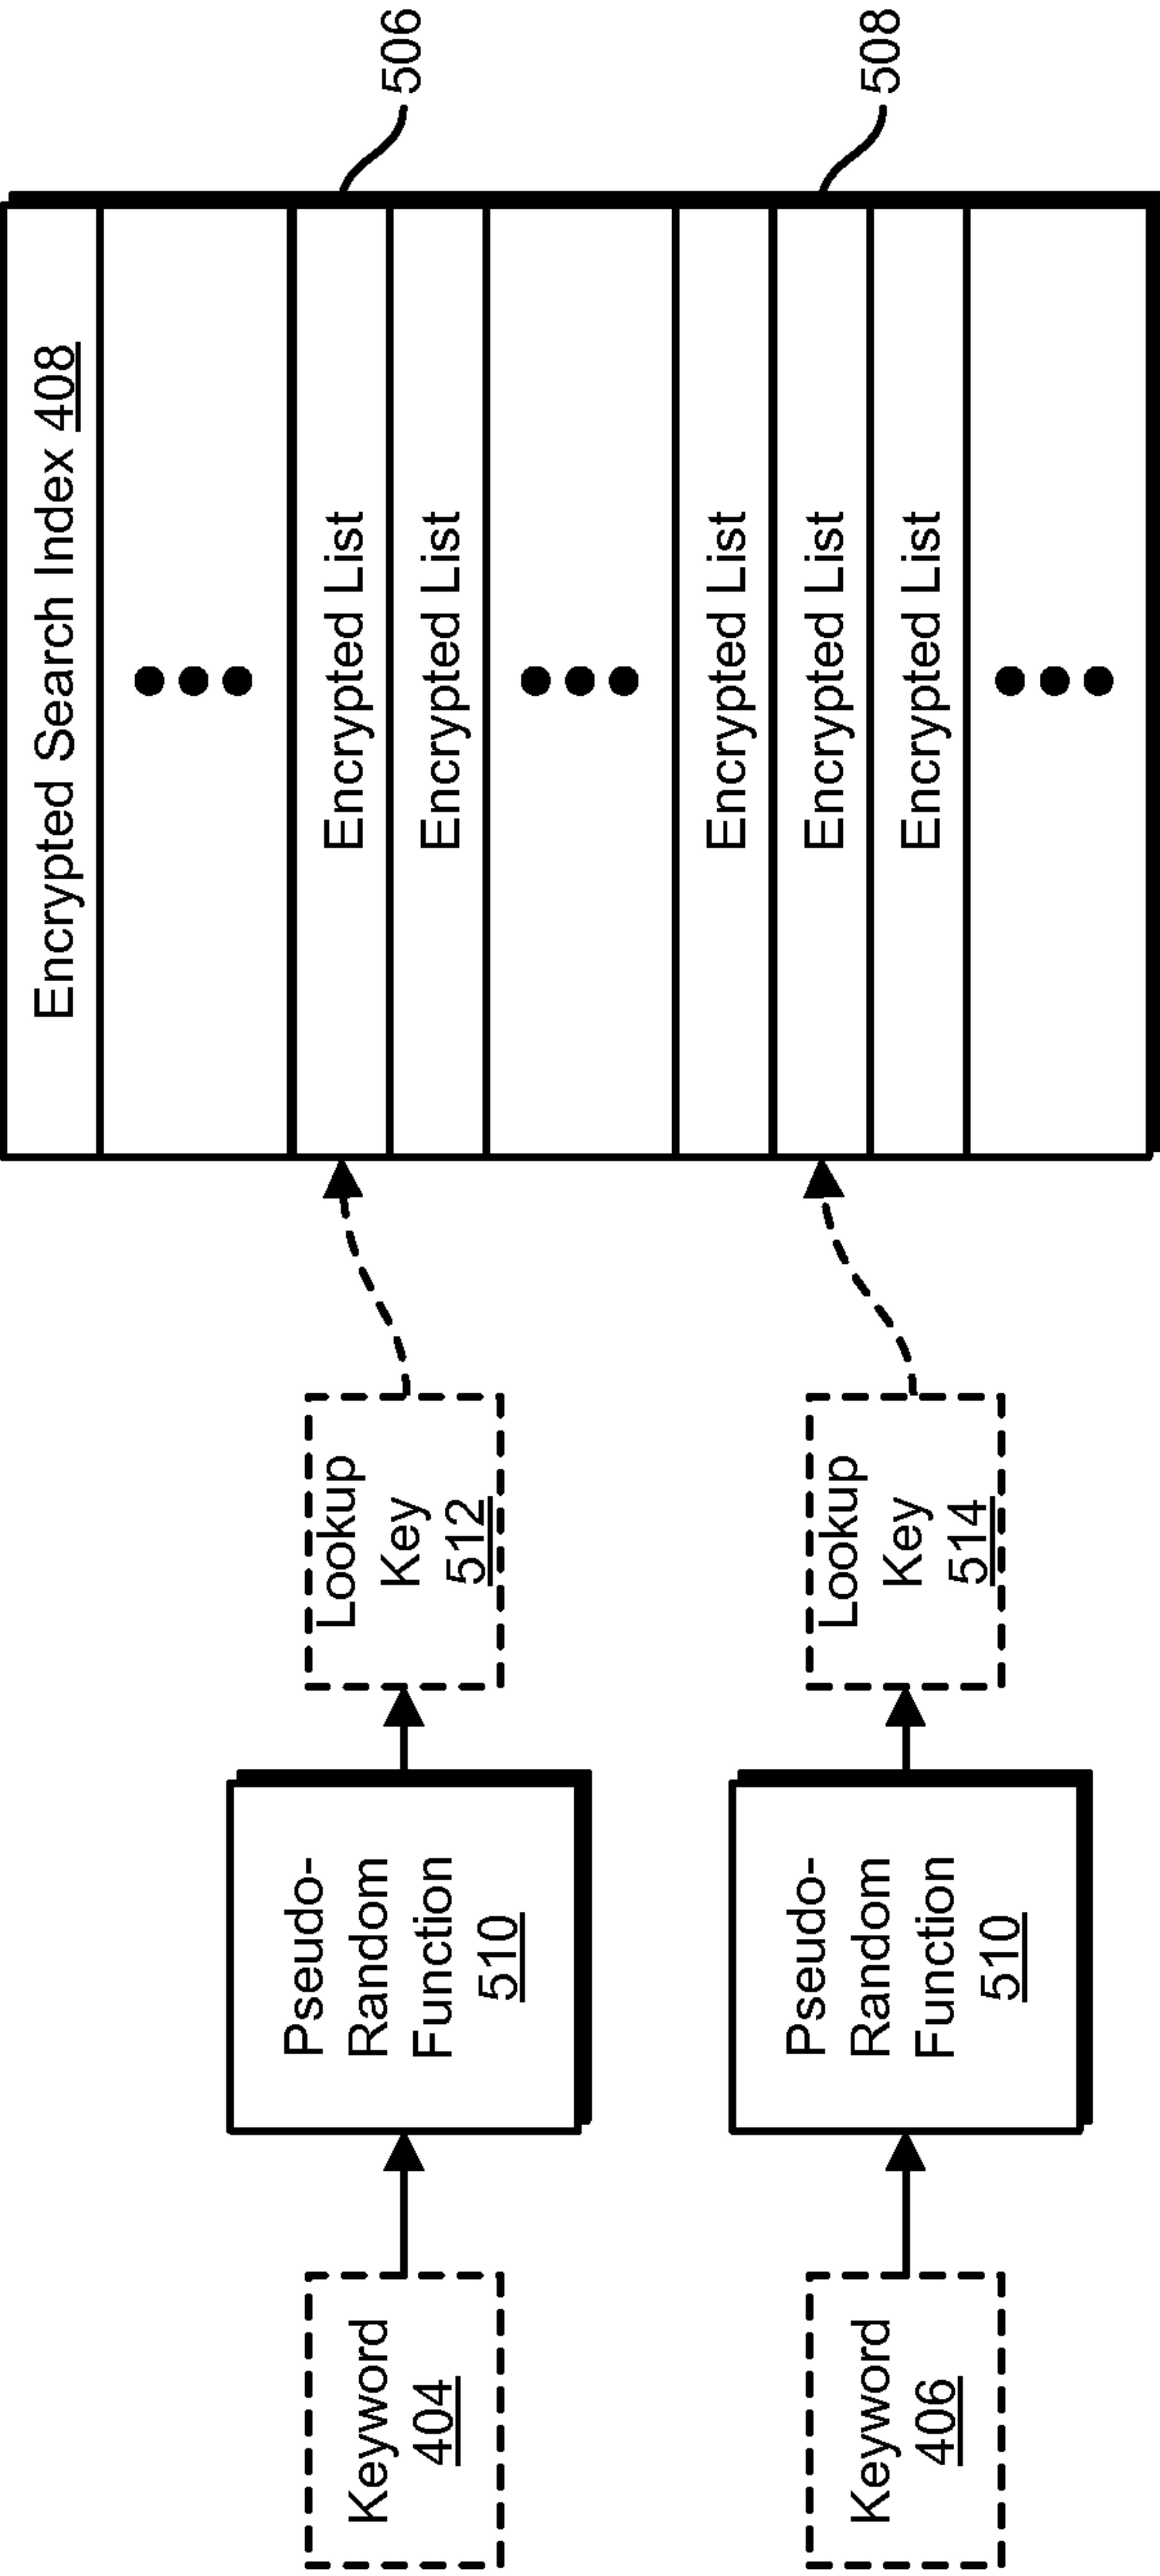 Encrypted Search Index 408
Encrypted List
506
Encrypted List
Encrypted List
Encrypted List
508
Encrypted List
Keyword
404
Pseudo-
Random
Function
510
Lookup
Key
512
Keyword
406
Pseudo-
Random
Function
510
Lookup
Key
514